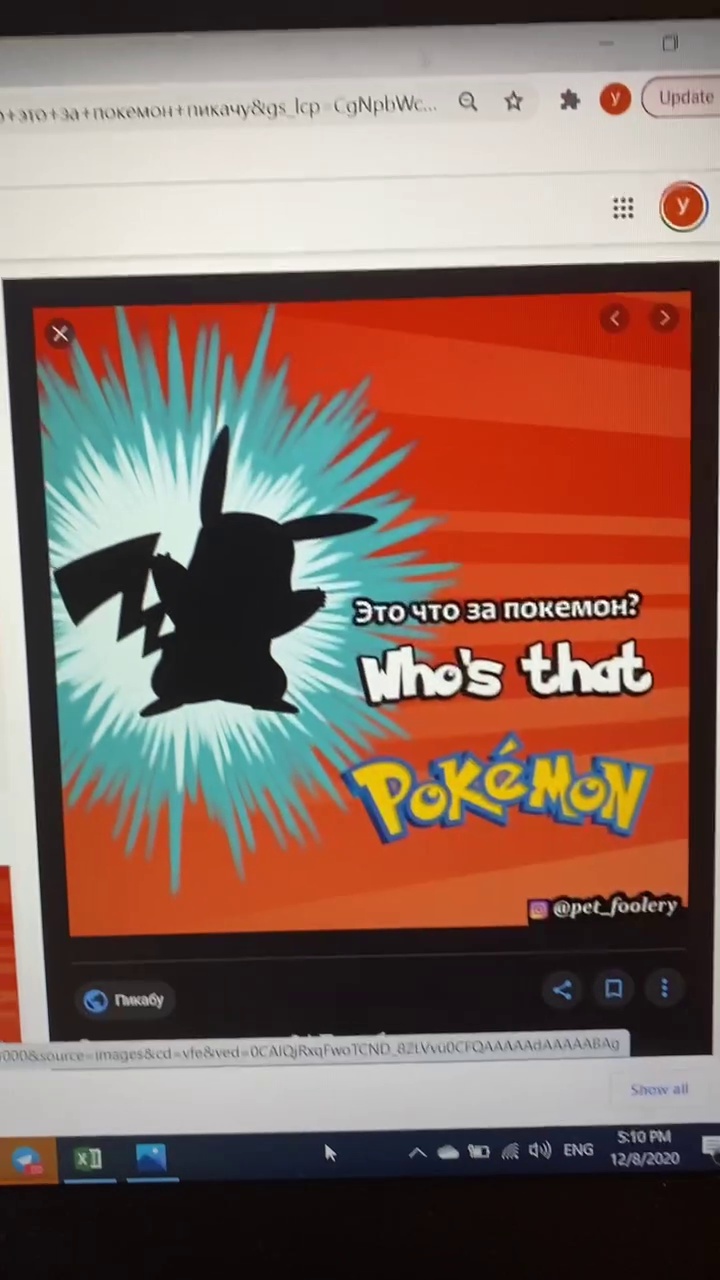 +это+за+покемон+пикачу&gs_lcp=CgNpbWc...
y
Update
y
Это что за покемон?
Who's that
POKéMON
@pet_foolery
Пикабу
Show all
ENG
5:10 PM
12/8/2020